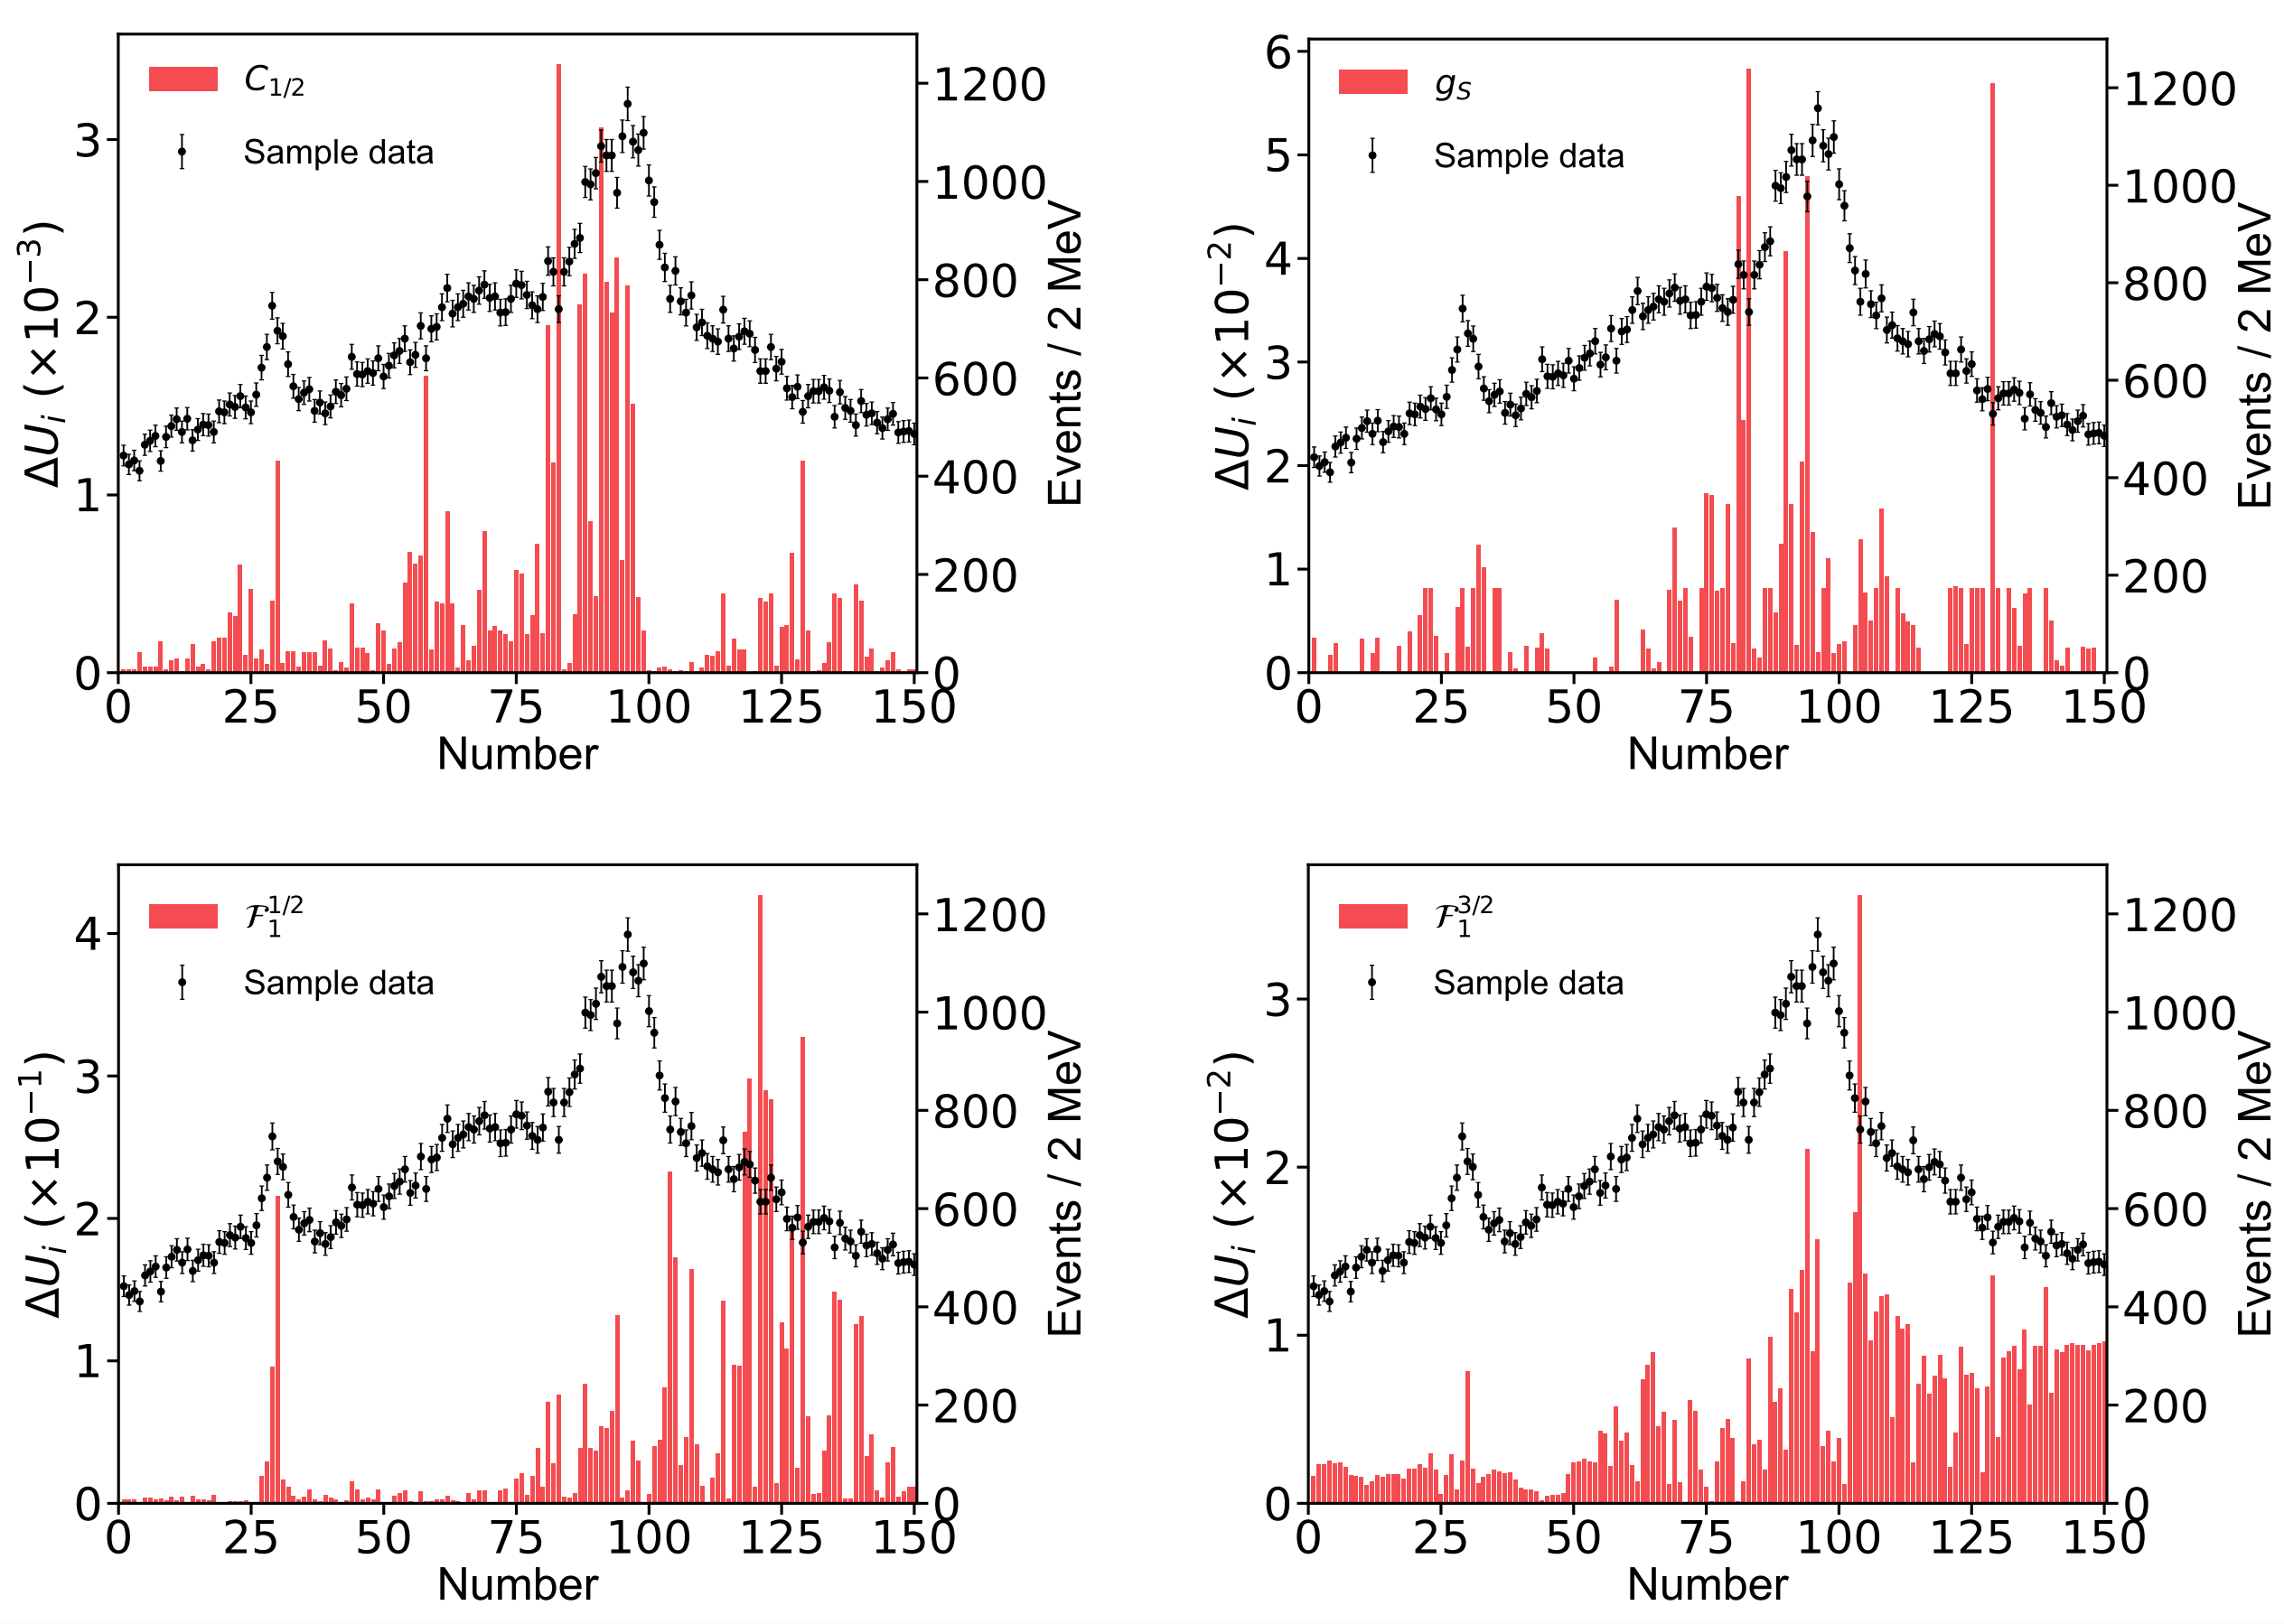 C1/2
Sample data
ΔU_i (×10⁻³)
3
2
1
0
1200
1000
800
600
400
200
0
Events / 2 MeV
0 25 50 75 100 125 150
Number
g_S
Sample data
ΔU_i (×10⁻²)
6
5
4
3
2
1
0
1200
1000
800
600
400
200
0
Events / 2 MeV
0 25 50 75 100 125 150
Number
ℱ₁^1/2
Sample data
ΔU_i (×10⁻¹)
4
3
2
1
0
1200
1000
800
600
400
200
0
Events / 2 MeV
0 25 50 75 100 125 150
Number
ℱ₁^3/2
Sample data
ΔU_i (×10⁻²)
3
2
1
0
1200
1000
800
600
400
200
0
Events / 2 MeV
0 25 50 75 100 125 150
Number